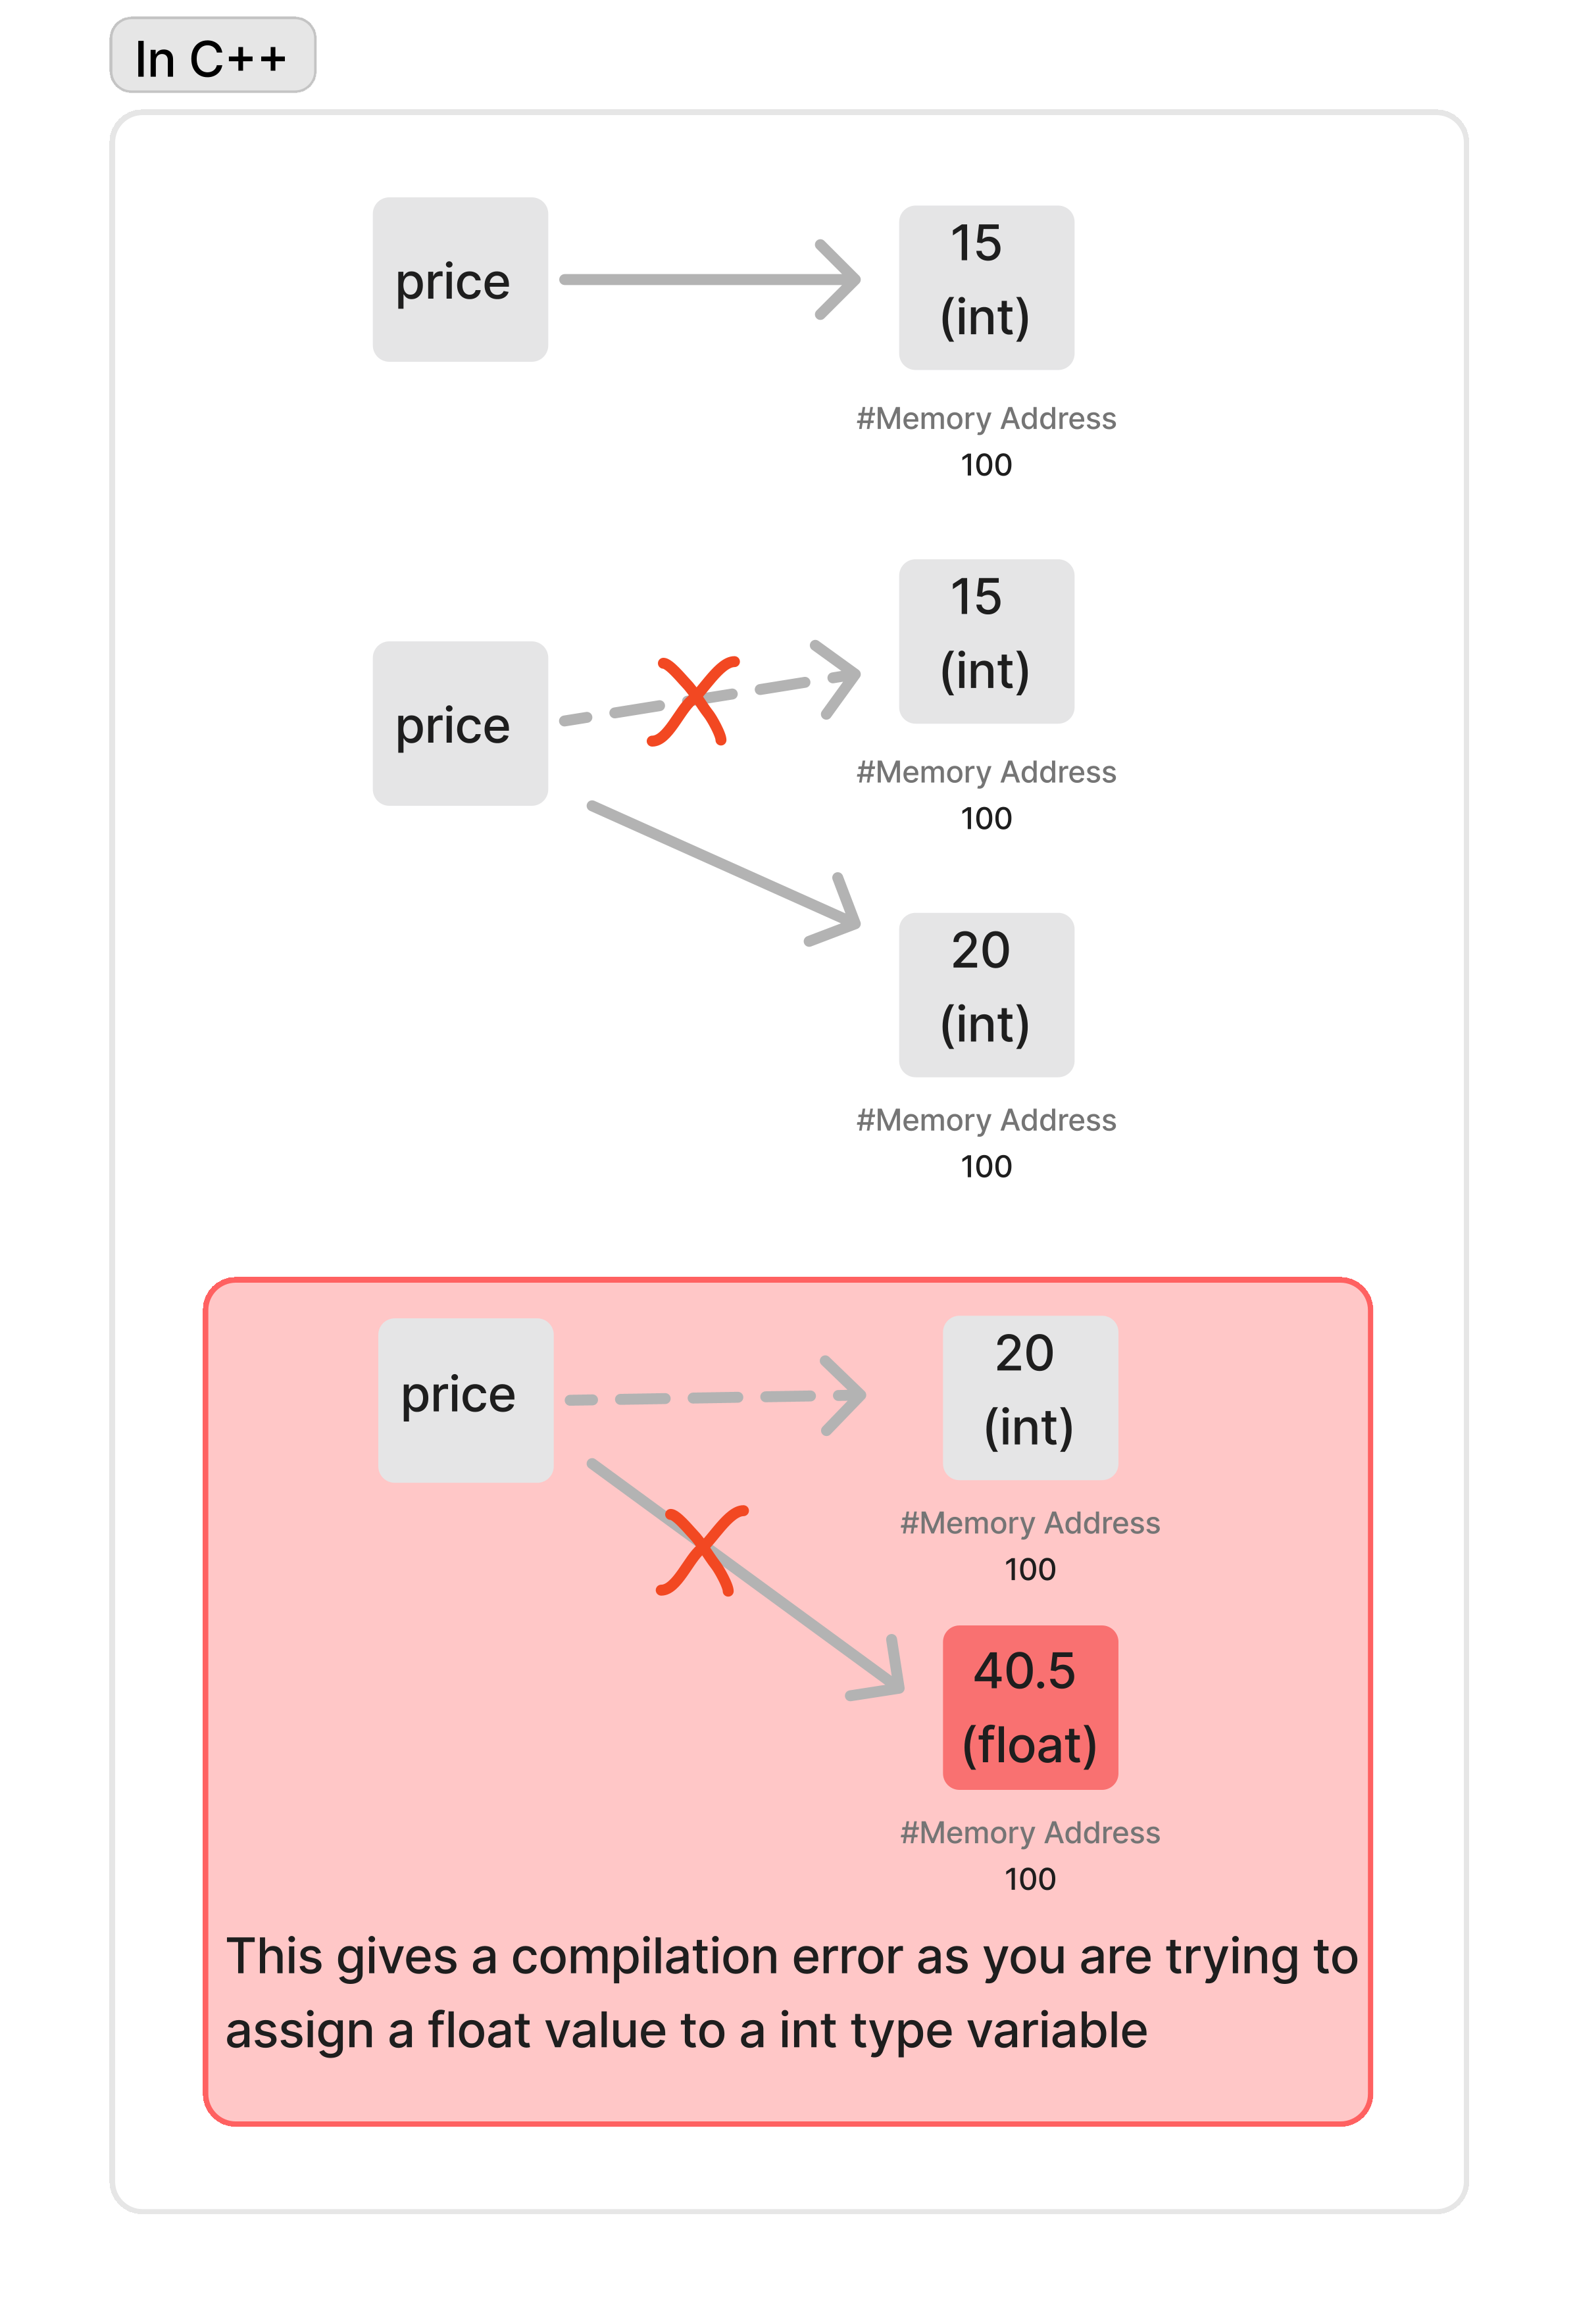 In C++
price
15
(int)
#Memory Address
100
15
(int)
price
#Memory Address
100
20
(int)
#Memory Address
100
price
20
(int)
#Memory Address
100
40.5
(float)
#Memory Address
100
This gives a compilation error as you are trying to
assign a float value to a int type variable